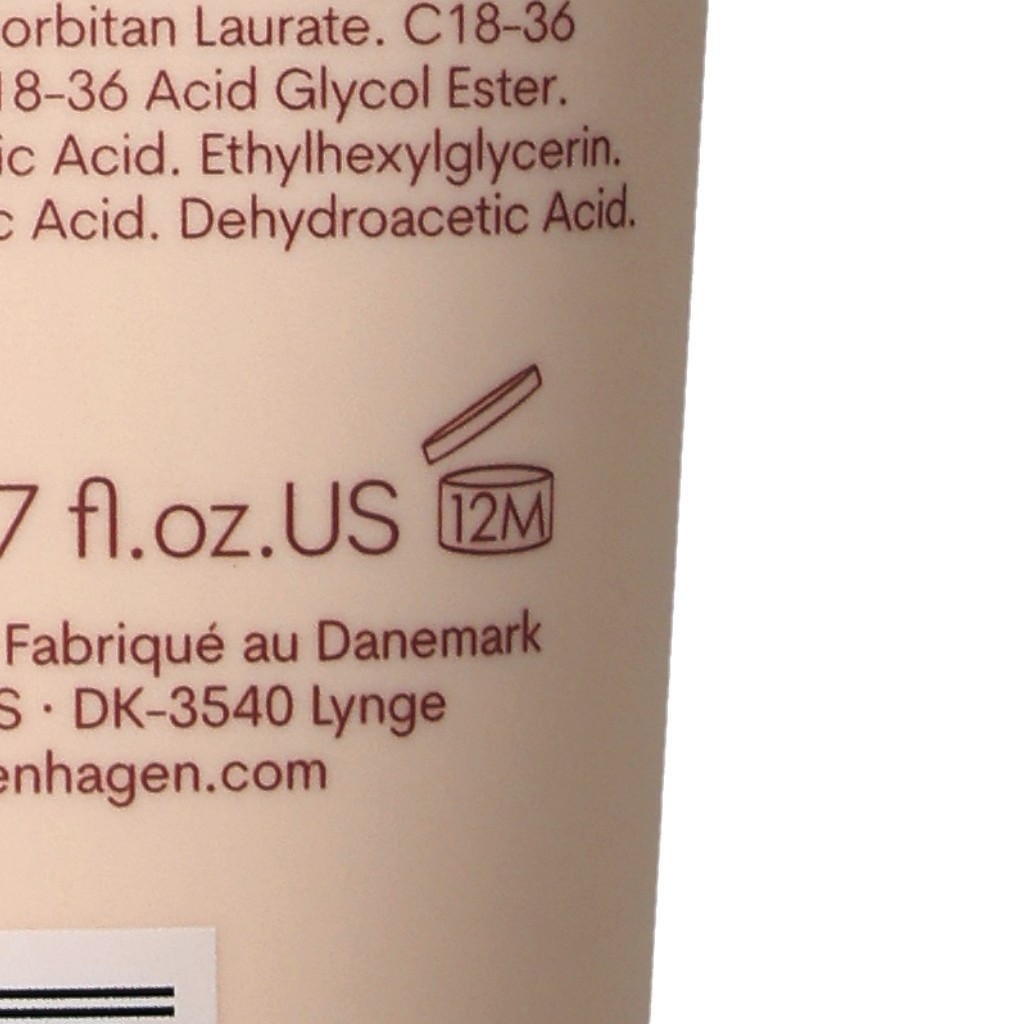 orbitan Laurate. C18-36
18-36 Acid Glycol Ester.
ic Acid. Ethylhexylglycerin.
c Acid. Dehydroacetic Acid.
7 fl.oz.US 12M
Fabriqué au Danemark
S · DK-3540 Lynge
enhagen.com